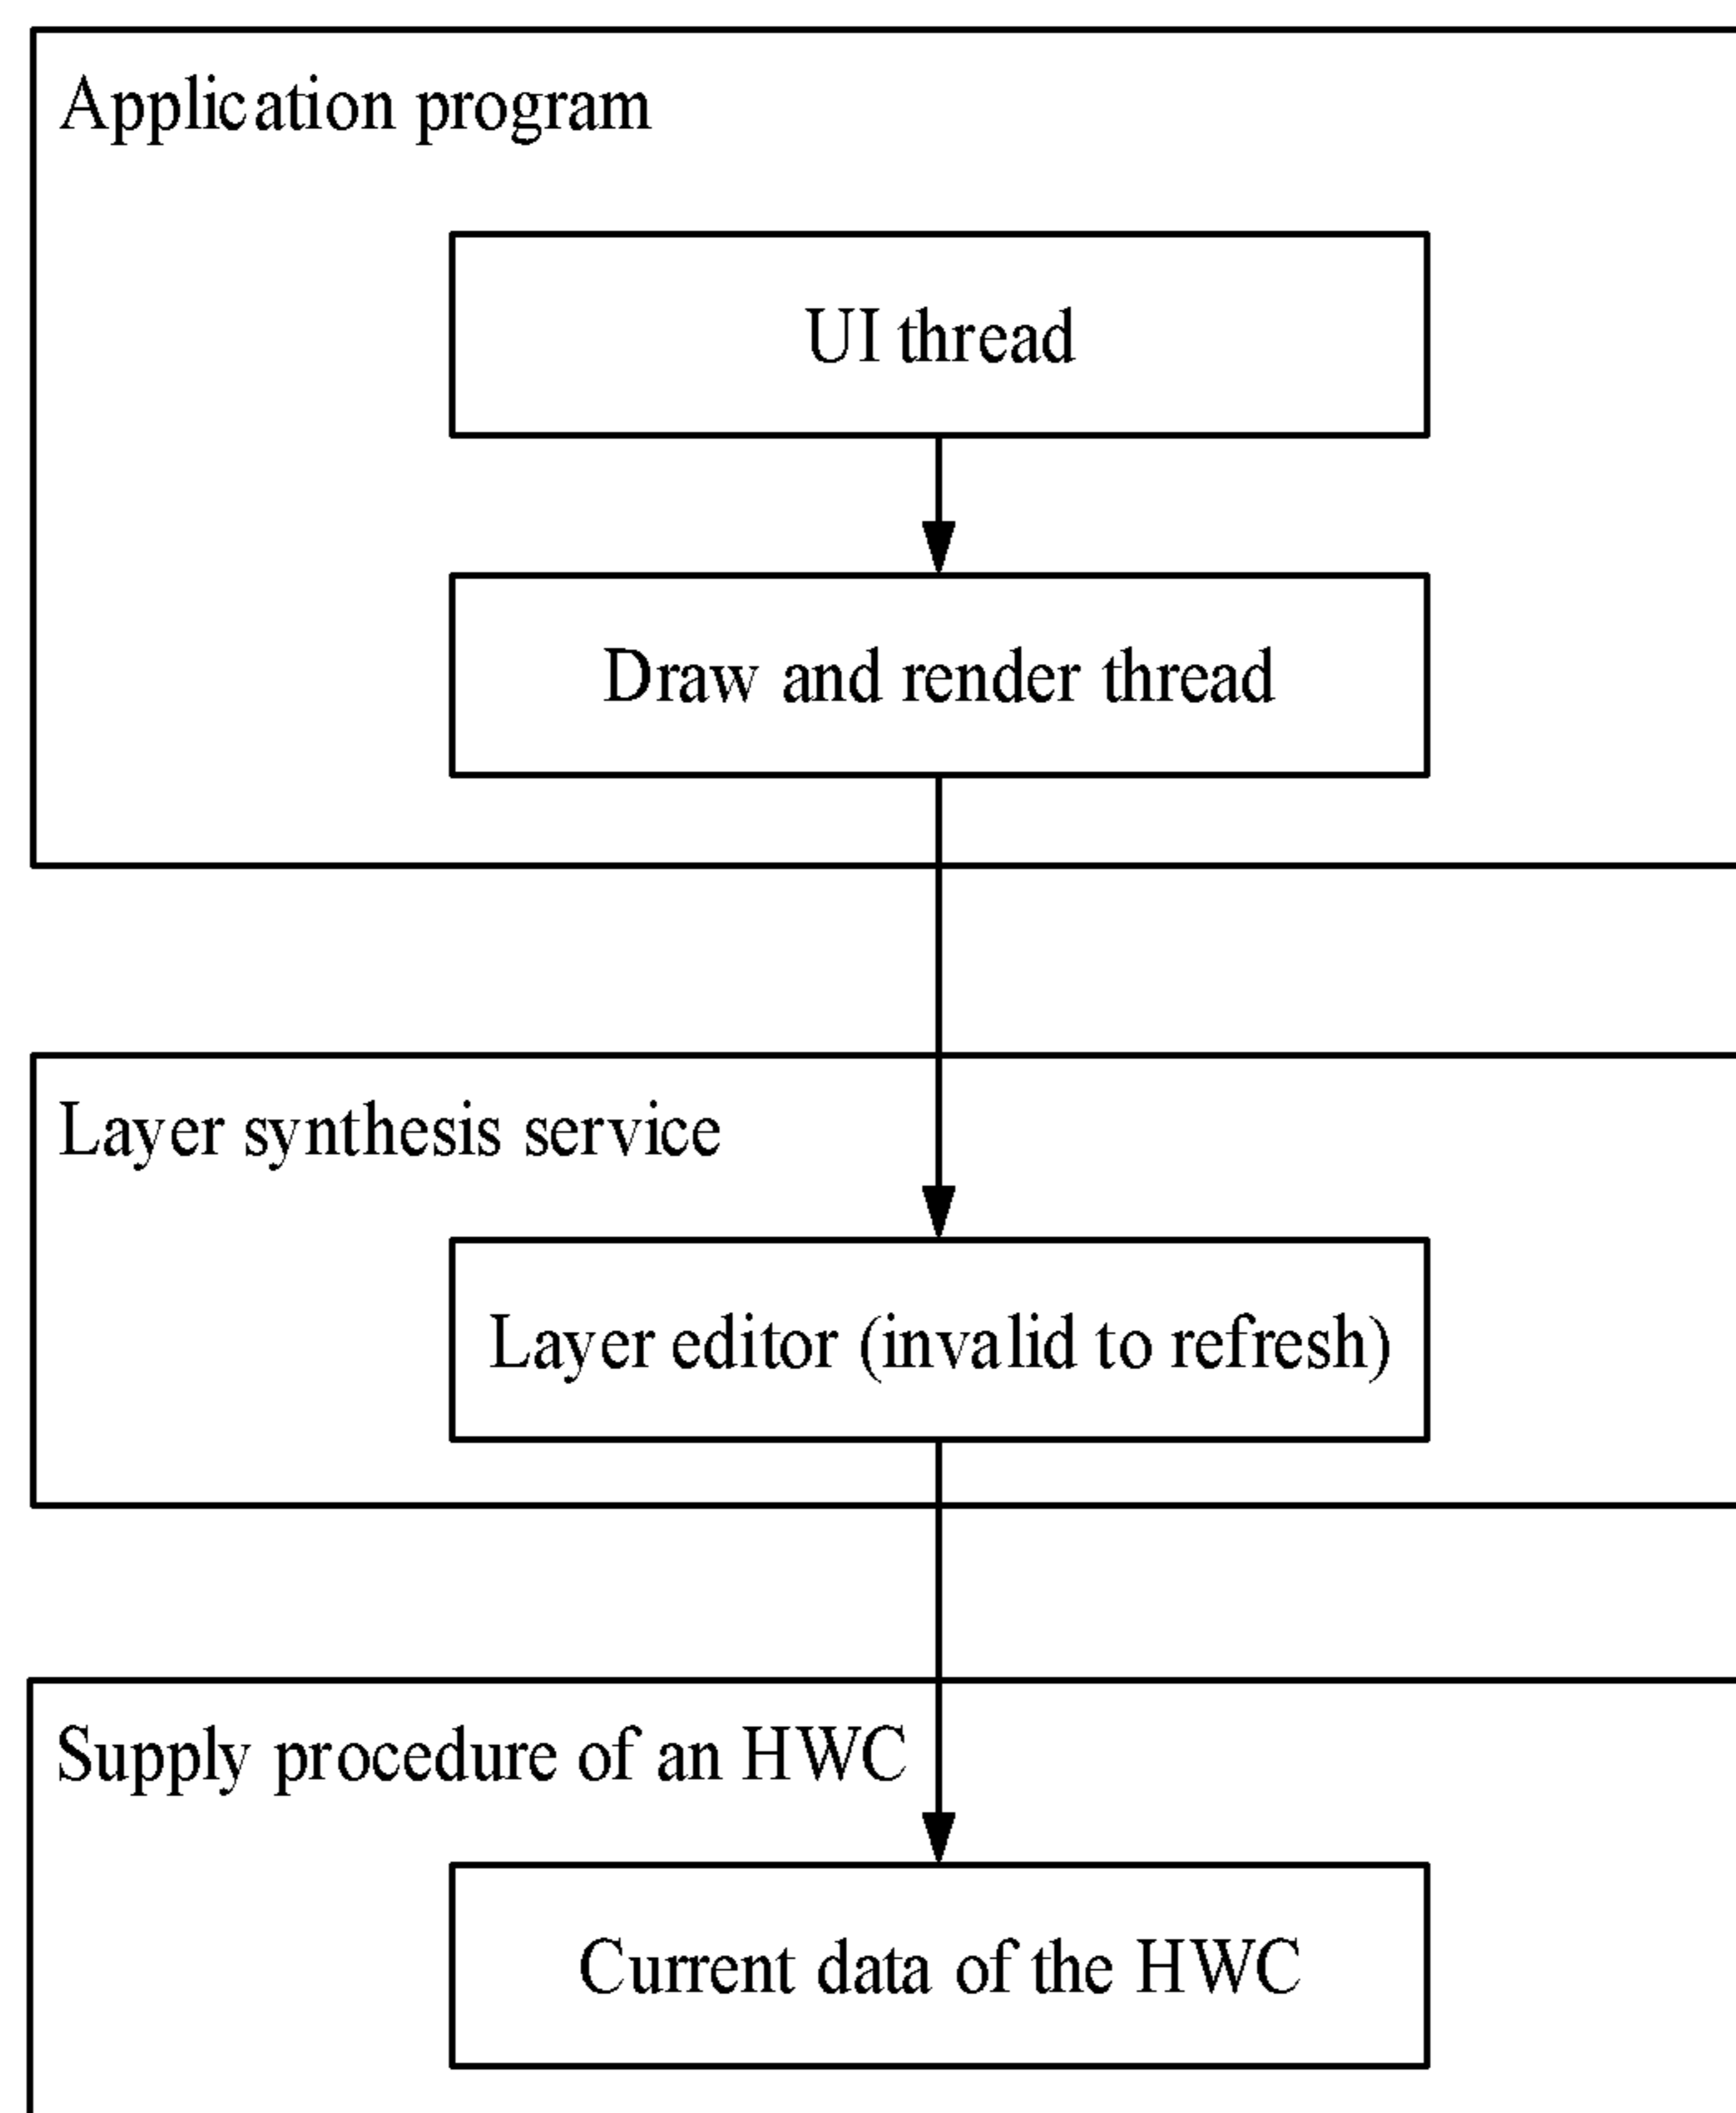 Application program
UI thread
Draw and render thread
Layer synthesis service
Layer editor (invalid to refresh)
Supply procedure of an HWC
Current data of the HWC